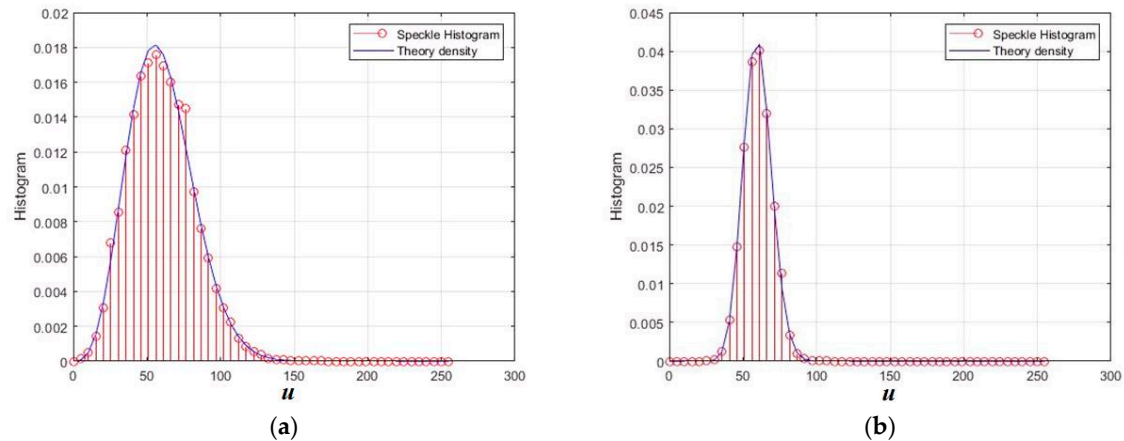 0.02
0.018
0.016
0.014
0.012
0.01
0.008
0.006
0.004
0.002
0
Histogram
0 50 100 150 200 250 300
u
Speckle Histogram
Theory density
(a)
0.045
0.04
0.035
0.03
0.025
0.02
0.015
0.01
0.005
0
Histogram
0 50 100 150 200 250 300
u
Speckle Histogram
Theory density
(b)